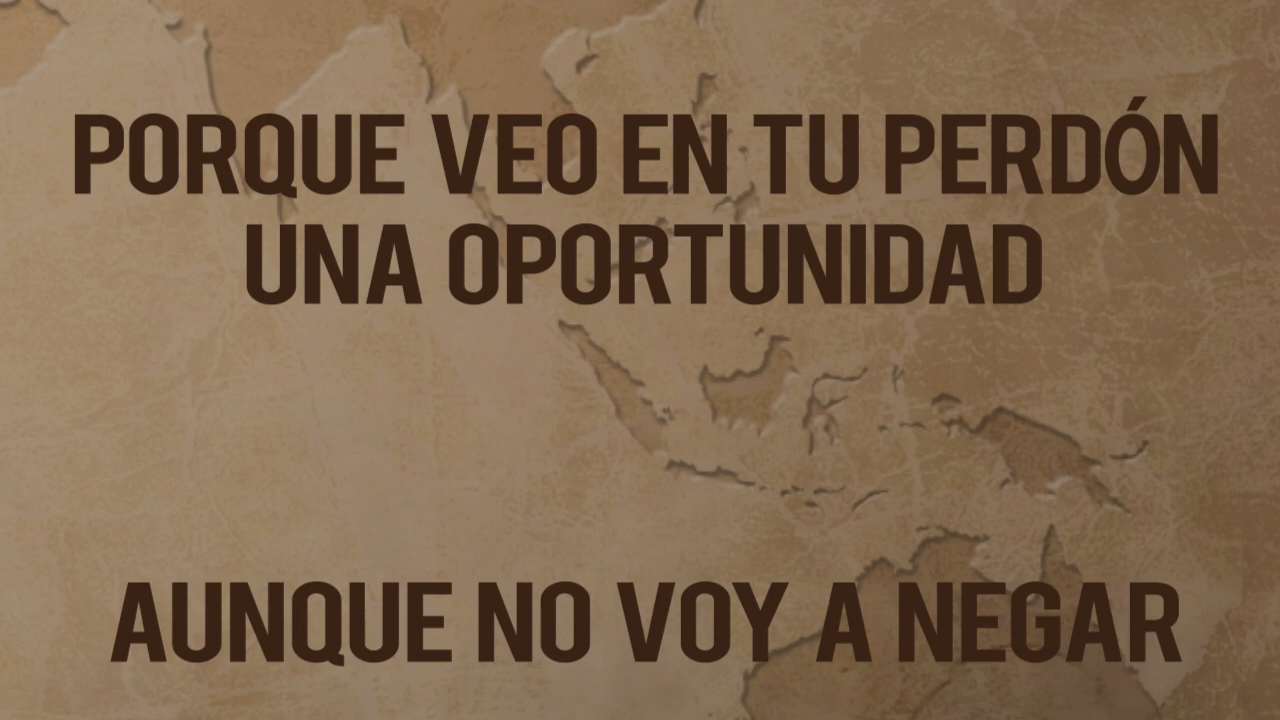 PORQUE VEO EN TU PERDÓN
UNA OPORTUNIDAD
AUNQUE NO VOY A NEGAR